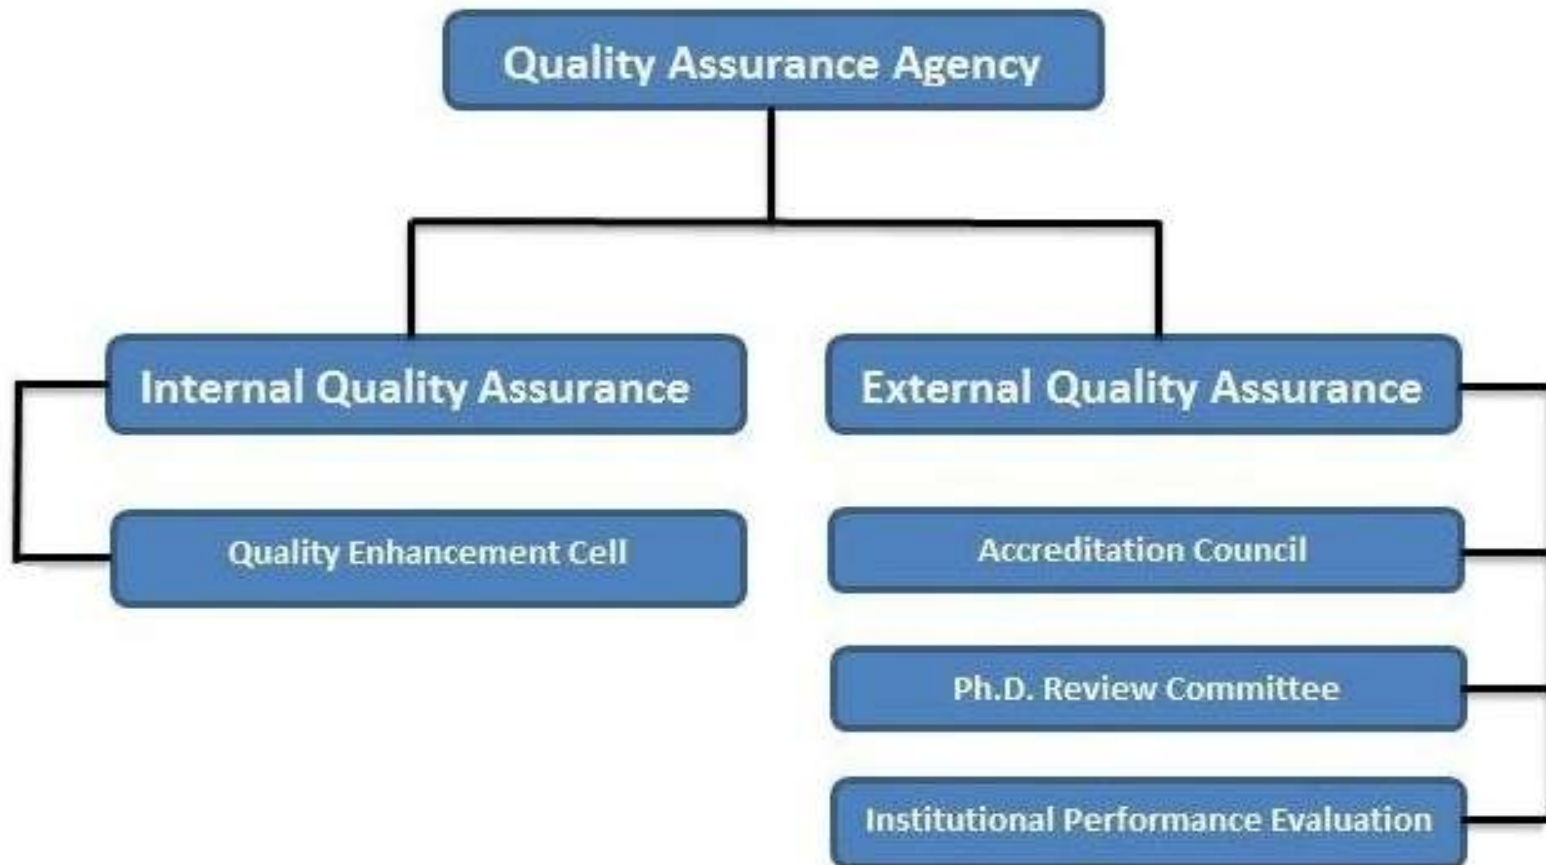 Quality Assurance Agency
Internal Quality Assurance
External Quality Assurance
Quality Enhancement Cell
Accreditation Council
Ph.D. Review Committee
Institutional Performance Evaluation